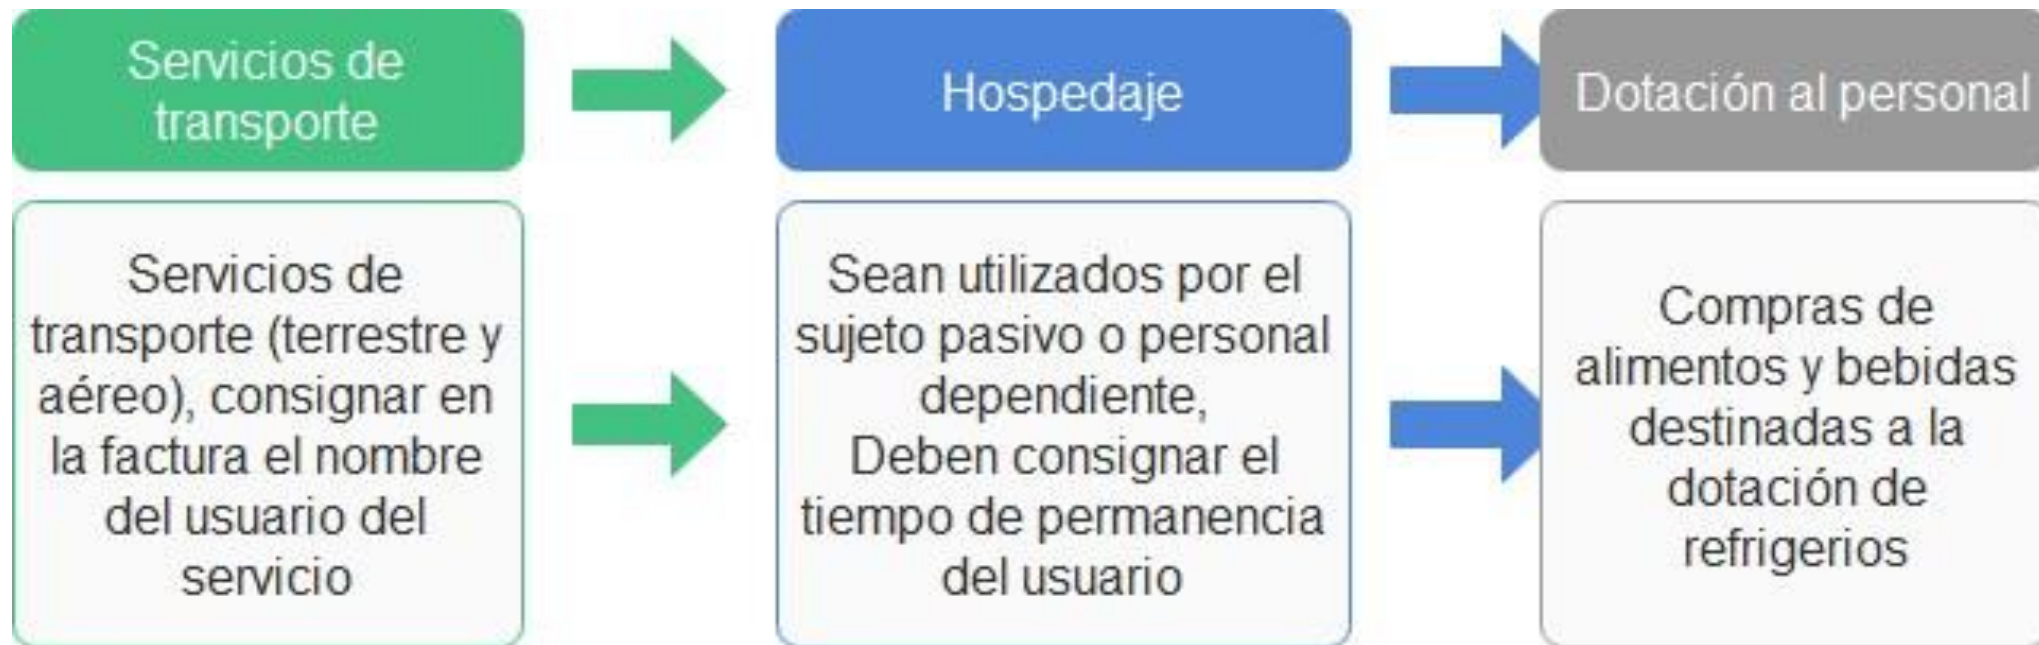 Servicios de
transporte
Hospedaje
Dotación al personal
Servicios de
transporte (terrestre y
aéreo), consignar en
la factura el nombre
del usuario del
servicio
Sean utilizados por el
sujeto pasivo o personal
dependiente,
Deben consignar el
tiempo de permanencia
del usuario
Compras de
alimentos y bebidas
destinadas a la
dotación de
refrigerios